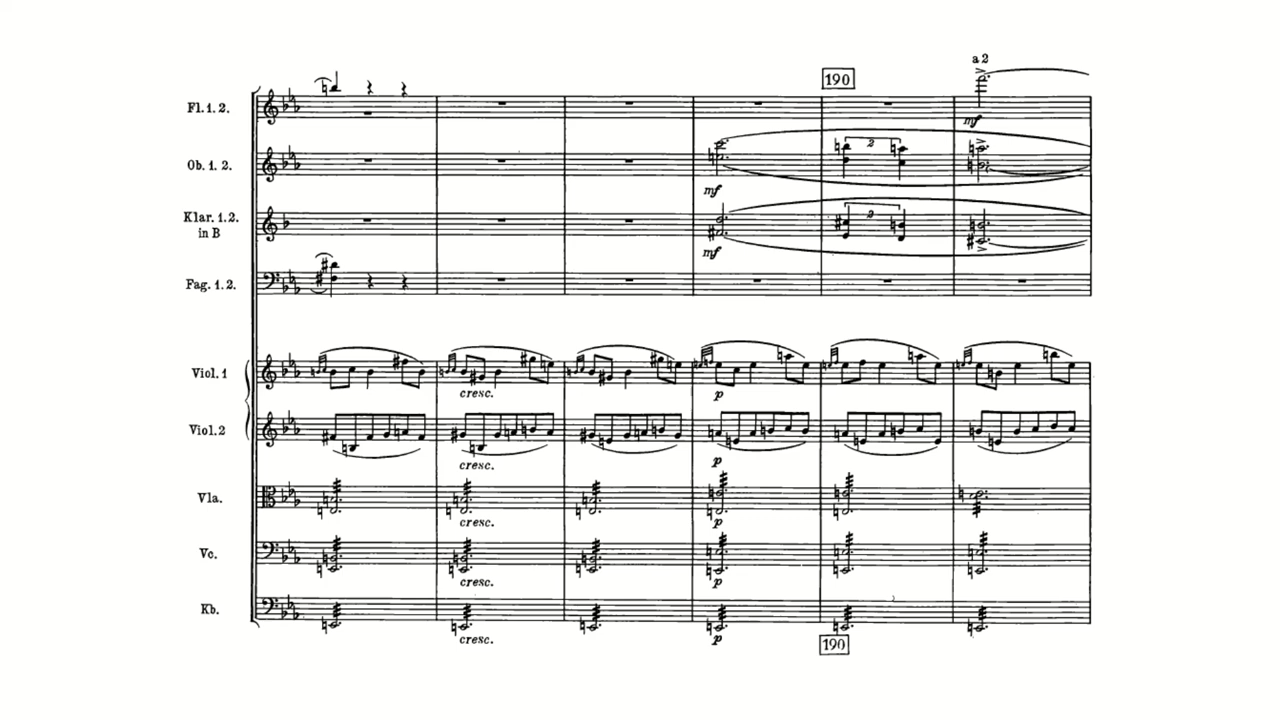 a 2
190
Fl. 1. 2.
mf
Ob. 1. 2.
2
mf
Klar. 1. 2.
in B
2
mf
Fag. 1. 2.
Viol. 1
cresc.
p
Viol. 2
cresc.
p
Vla.
cresc.
p
Vc.
cresc.
p
Kb.
cresc.
p
190